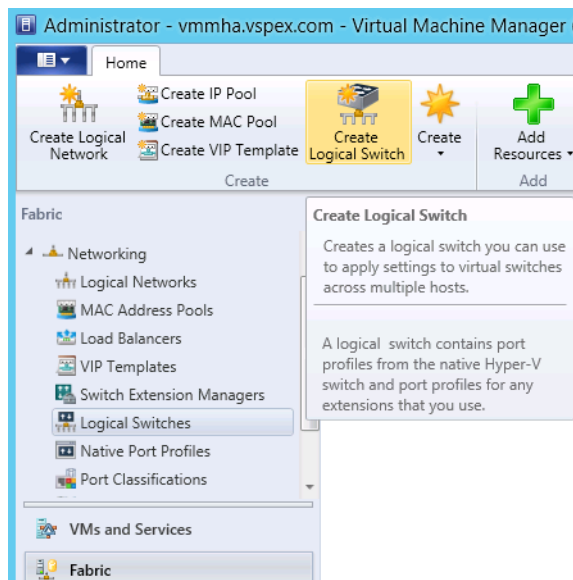 Administrator - vmmha.vspex.com - Virtual Machine Manager
Home
Create Logical
Network
Create IP Pool
Create MAC Pool
Create VIP Template
Create
Logical Switch
Create
Add
Resources
Create
Add
Fabric
Networking
Logical Networks
MAC Address Pools
Load Balancers
VIP Templates
Switch Extension Managers
Logical Switches
Native Port Profiles
Port Classifications
VMs and Services
Fabric
Create Logical Switch
Creates a logical switch you can use
to apply settings to virtual switches
across multiple hosts.
A logical switch contains port
profiles from the native Hyper-V
switch and port profiles for any
extensions that you use.